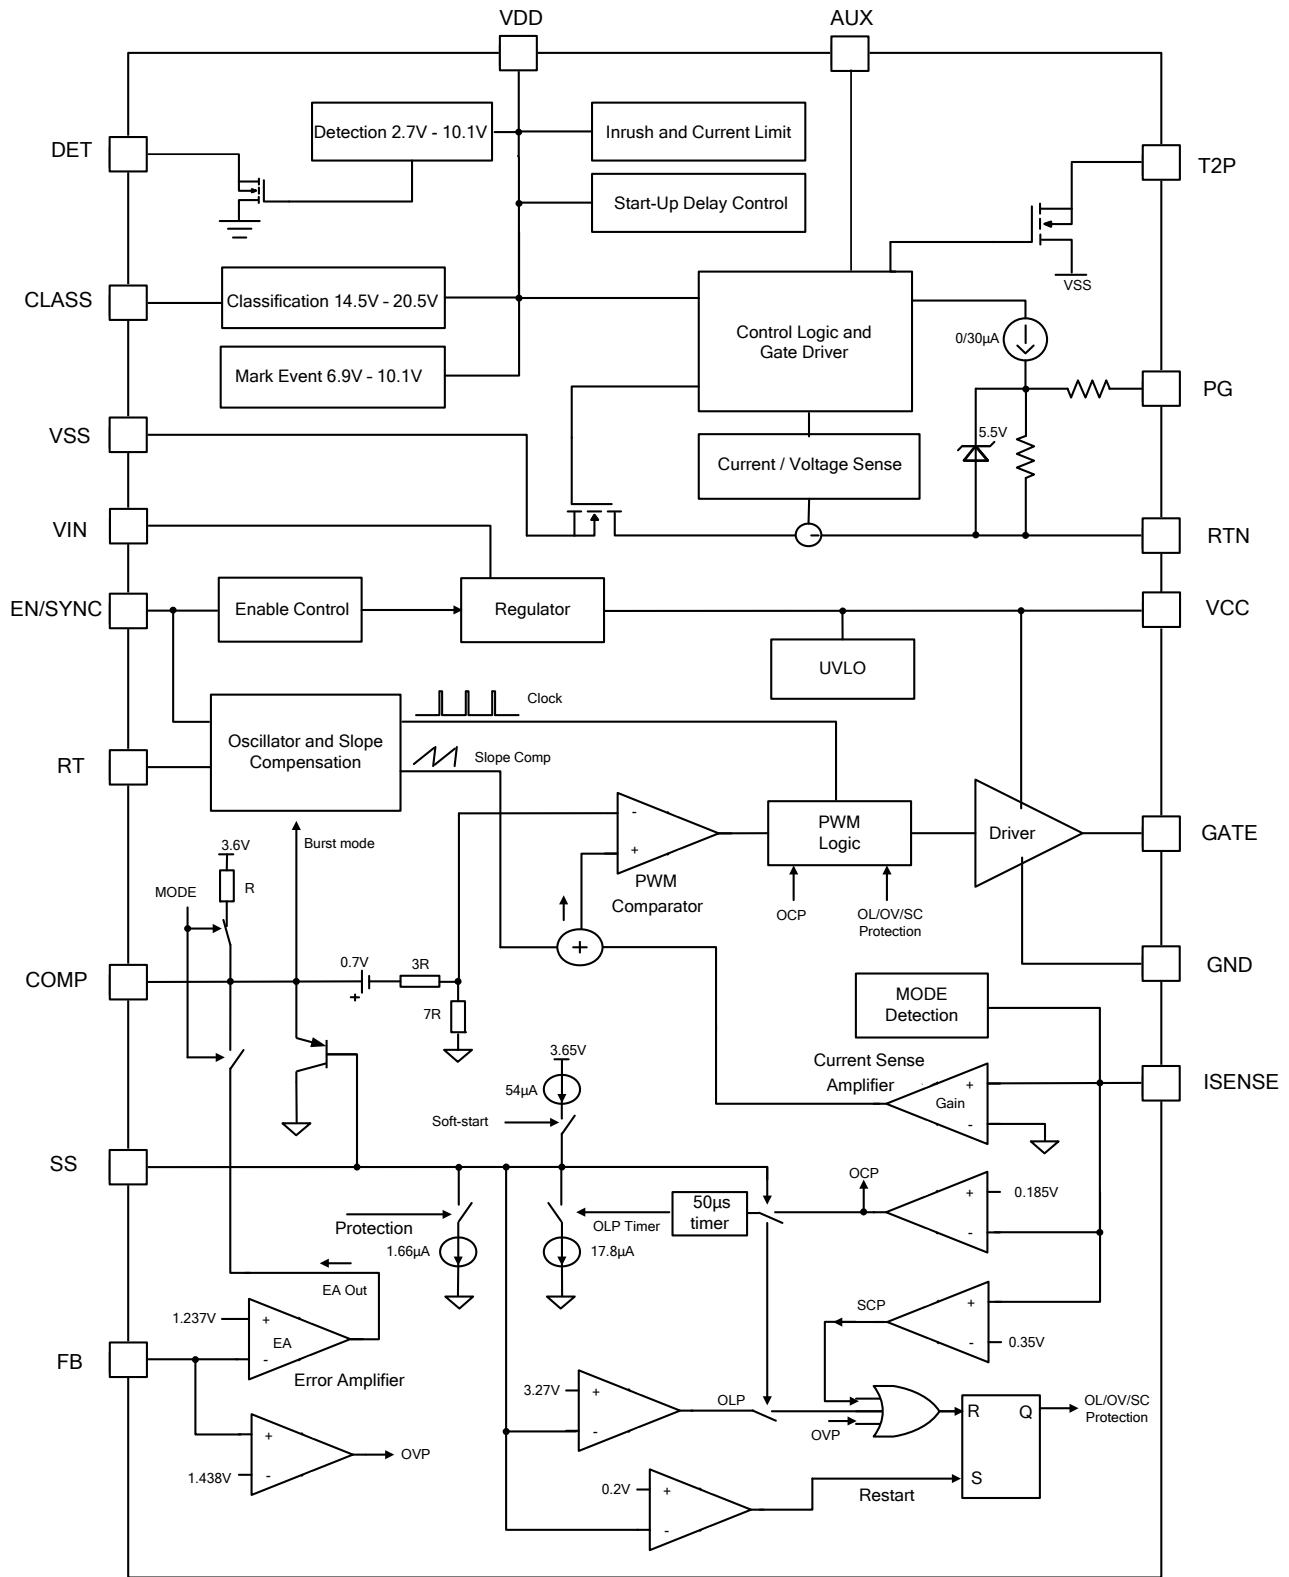 VDD
AUX
DET
Detection 2.7V - 10.1V
Inrush and Current Limit
T2P
Start-Up Delay Control
VSS
CLASS
Classification 14.5V - 20.5V
Control Logic and
Gate Driver
0/30µA
Mark Event 6.9V - 10.1V
PG
VSS
5.5V
Current / Voltage Sense
VIN
RTN
EN/SYNC
Enable Control
Regulator
VCC
UVLO
Clock
Oscillator and Slope
Compensation
Slope Comp
RT
-
+
PWM
Logic
Driver
GATE
Burst mode
3.6V
R
MODE
PWM
Comparator
OCP
OL/OV/SC
Protection
+
COMP
0.7V
+
3R
7R
GND
MODE
Detection
3.65V
54µA
Current Sense
Amplifier
Gain
+
-
ISENSE
Soft-start
SS
OCP
+
-
0.185V
50µs
timer
OLP Timer
Protection
1.66µA
17.8µA
EA Out
SCP
+
-
0.35V
1.237V
+
EA
-
FB
Error Amplifier
3.27V
+
-
OLP
OVP
R
Q
S
OL/OV/SC
Protection
+
-
1.438V
OVP
0.2V
+
-
Restart